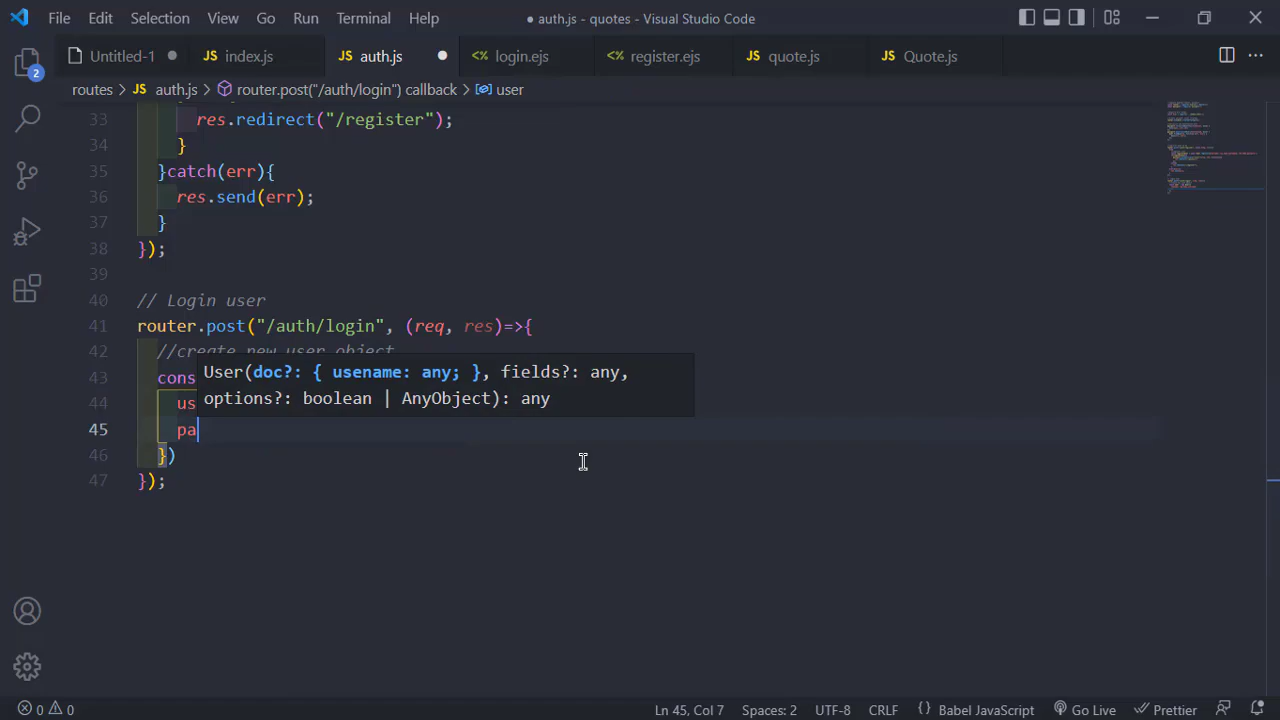 File Edit Selection View Go Run Terminal Help
● auth.js - quotes - Visual Studio Code
Untitled-1 JS index.js JS auth.js <> login.ejs <> register.ejs JS quote.js JS Quote.js
2
routes > JS auth.js > router.post("/auth/login") callback > user
33 res.redirect("/register");
34 }
35 }catch(err){
36 res.send(err);
37 }
38 });
39
40 // Login user
41 router.post("/auth/login", (req, res)=>{
42 //create new user object
43 cons
User(doc?: { usename: any; }, fields?: any,
options?: boolean | AnyObject): any
44 us
45 pa
46 })
47 });
0 0 Ln 45, Col 7 Spaces: 2 UTF-8 CRLF { } Babel JavaScript Go Live Prettier